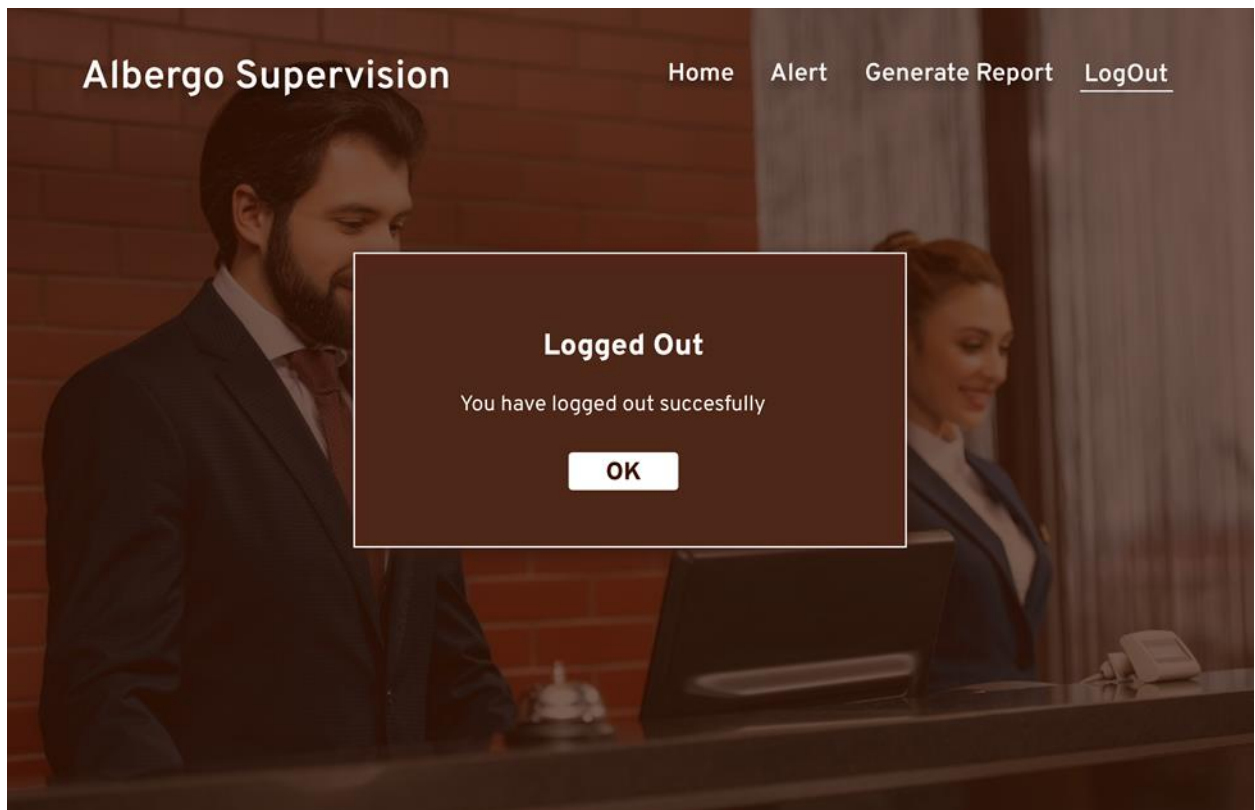 Albergo Supervision
Home Alert Generate Report LogOut
Logged Out
You have logged out succesfully
OK